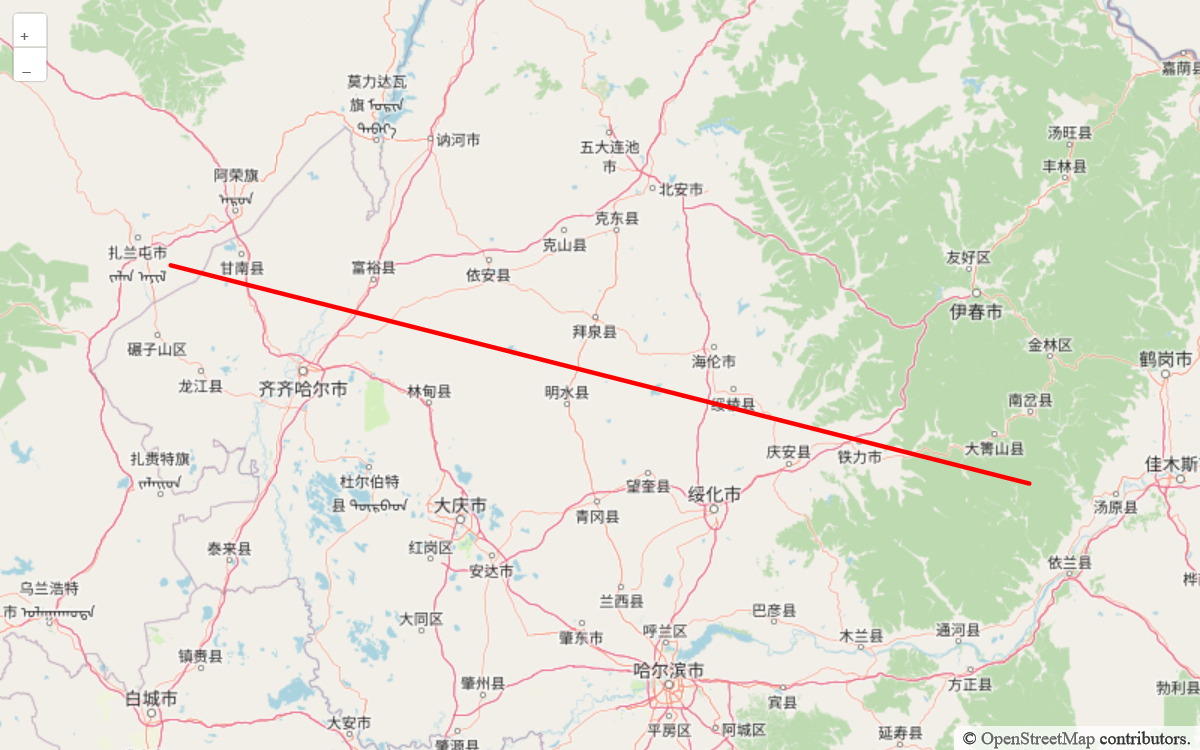 +
−
嘉荫县
莫力达瓦
旗
讷河市
汤旺县
五大连池
市
丰林县
阿荣旗
北安市
克东县
克山县
扎兰屯市
友好区
甘南县
富裕县
依安县
伊春市
拜泉县
碾子山区
海伦市
金林区
鹤岗市
龙江县
齐齐哈尔市
林甸县
明水县
绥棱县
南岔县
大箐山县
庆安县
铁力市
扎赉特旗
佳木斯
杜尔伯特
县
望奎县
绥化市
大庆市
青冈县
汤原县
泰来县
红岗区
安达市
依兰县
乌兰浩特
市
桦
兰西县
巴彦县
大同区
肇东市
呼兰区
木兰县
通河县
镇赉县
哈尔滨市
肇州县
方正县
勃利县
白城市
宾县
大安市
平房区
阿城区
延寿县
肇源县
© OpenStreetMap contributors.